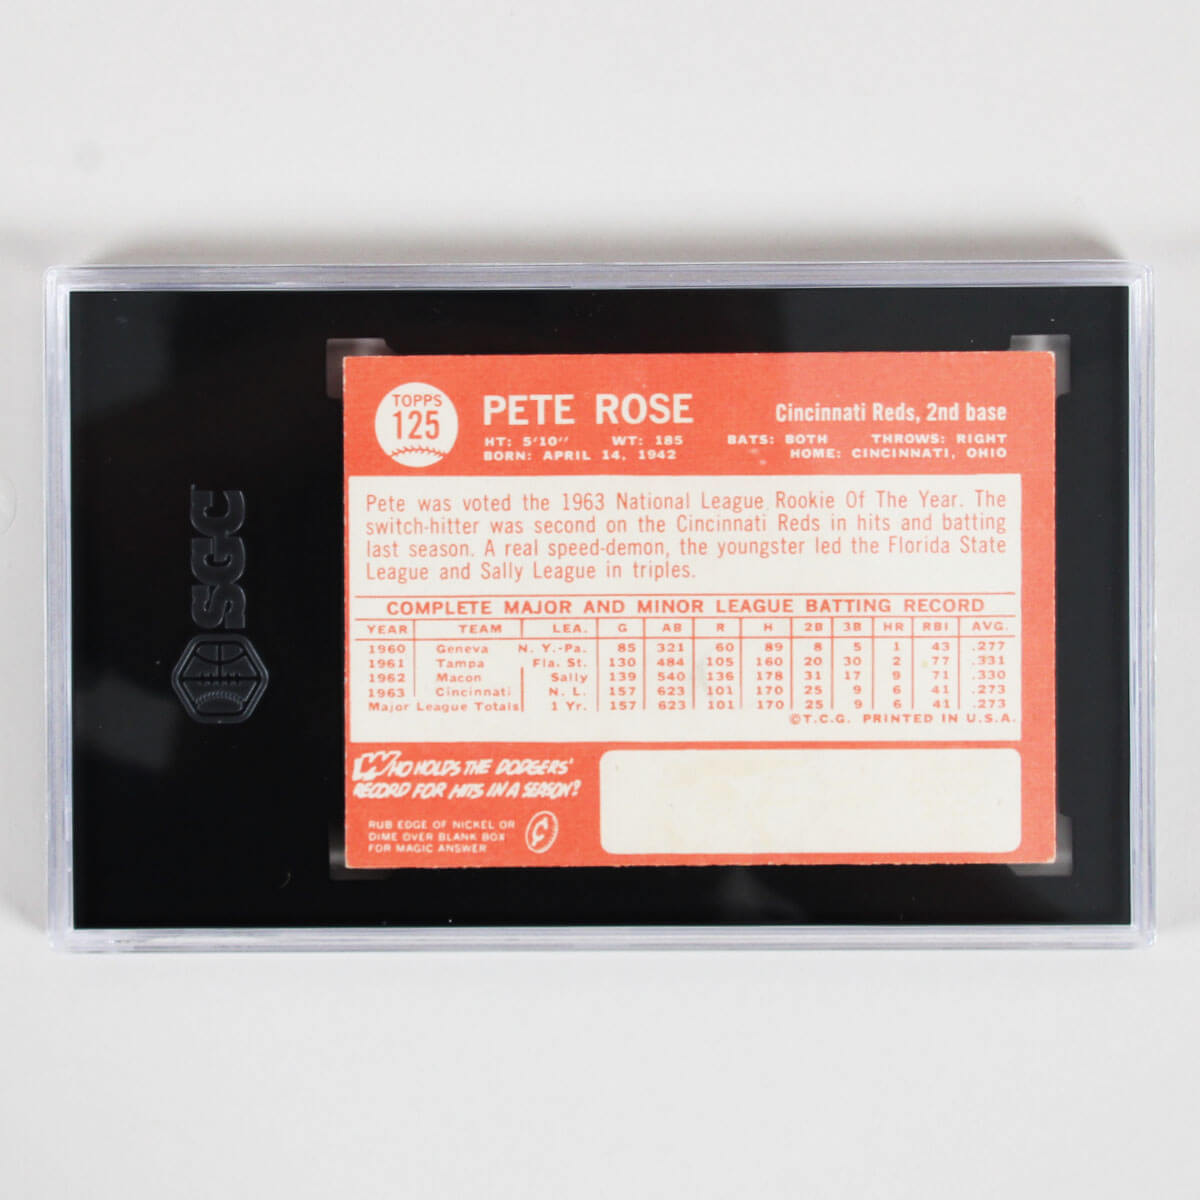 SGC
TOPPS
125
PETE ROSE
Cincinnati Reds, 2nd base
HT: 5'10" WT: 185 BATS: BOTH THROWS: RIGHT
BORN: APRIL 14, 1942 HOME: CINCINNATI, OHIO
Pete was voted the 1963 National League Rookie Of The Year. The
switch-hitter was second on the Cincinnati Reds in hits and batting
last season. A real speed-demon, the youngster led the Florida State
League and Sally League in triples.
COMPLETE MAJOR AND MINOR LEAGUE BATTING RECORD
YEAR TEAM LEA. G AB R H 2B 3B HR RBI AVG.
1960 Geneva N. Y.-Pa. 85 321 60 89 8 5 1 43 .277
1961 Tampa Fla. St. 130 484 105 160 20 30 2 77 .331
1962 Macon Sally 139 540 136 178 31 17 9 71 .330
1963 Cincinnati N. L. 157 623 101 170 25 9 6 41 .273
Major League Totals 1 Yr. 157 623 101 170 25 9 6 41 .273
©T.C.G. PRINTED IN U.S.A.
WHO HOLDS THE DODGERS'
RECORD FOR HITS IN A SEASON?
RUB EDGE OF NICKEL OR
DIME OVER BLANK BOX
FOR MAGIC ANSWER
¢